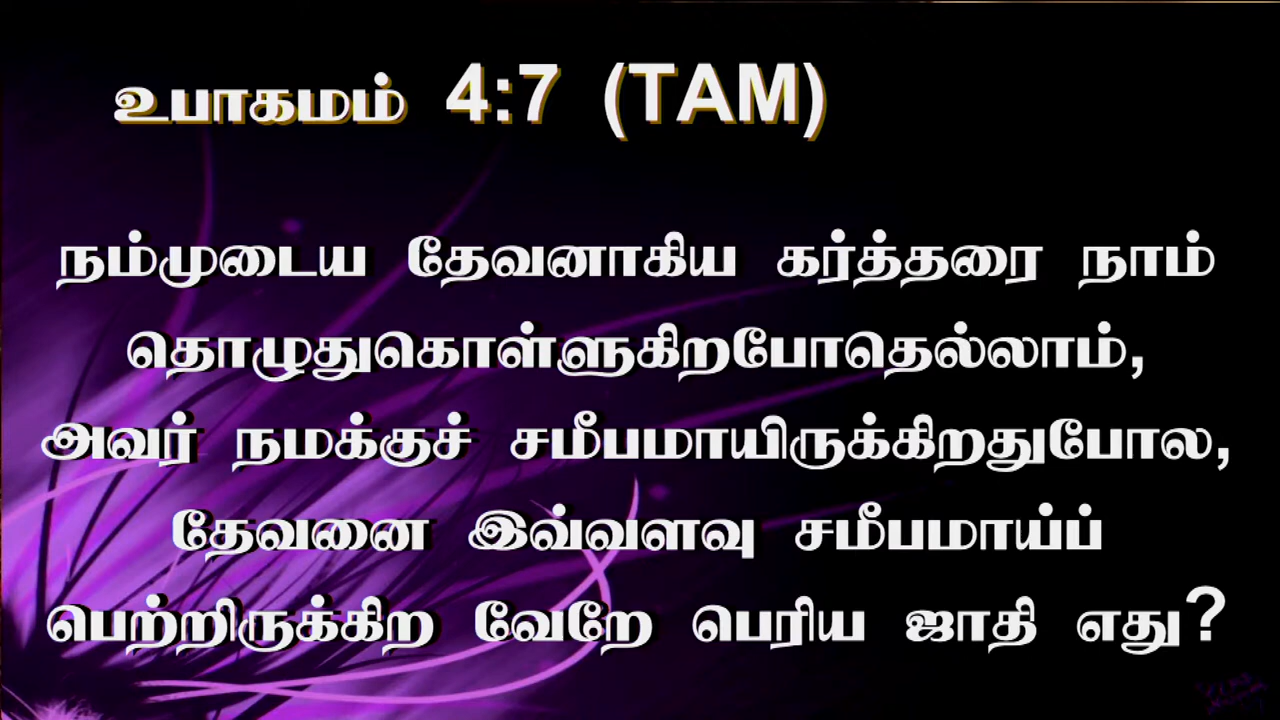 உபாகமம் 4:7 (TAM)
நம்முடைய தேவனாகிய கர்த்தரை நாம்
தொழுதுகொள்ளுகிறபோதெல்லாம்,
அவர் நமக்குச் சமீபமாயிருக்கிறதுபோல,
தேவனை இவ்வளவு சமீபமாய்ப்
பெற்றிருக்கிற வேறே பெரிய ஜாதி எது?